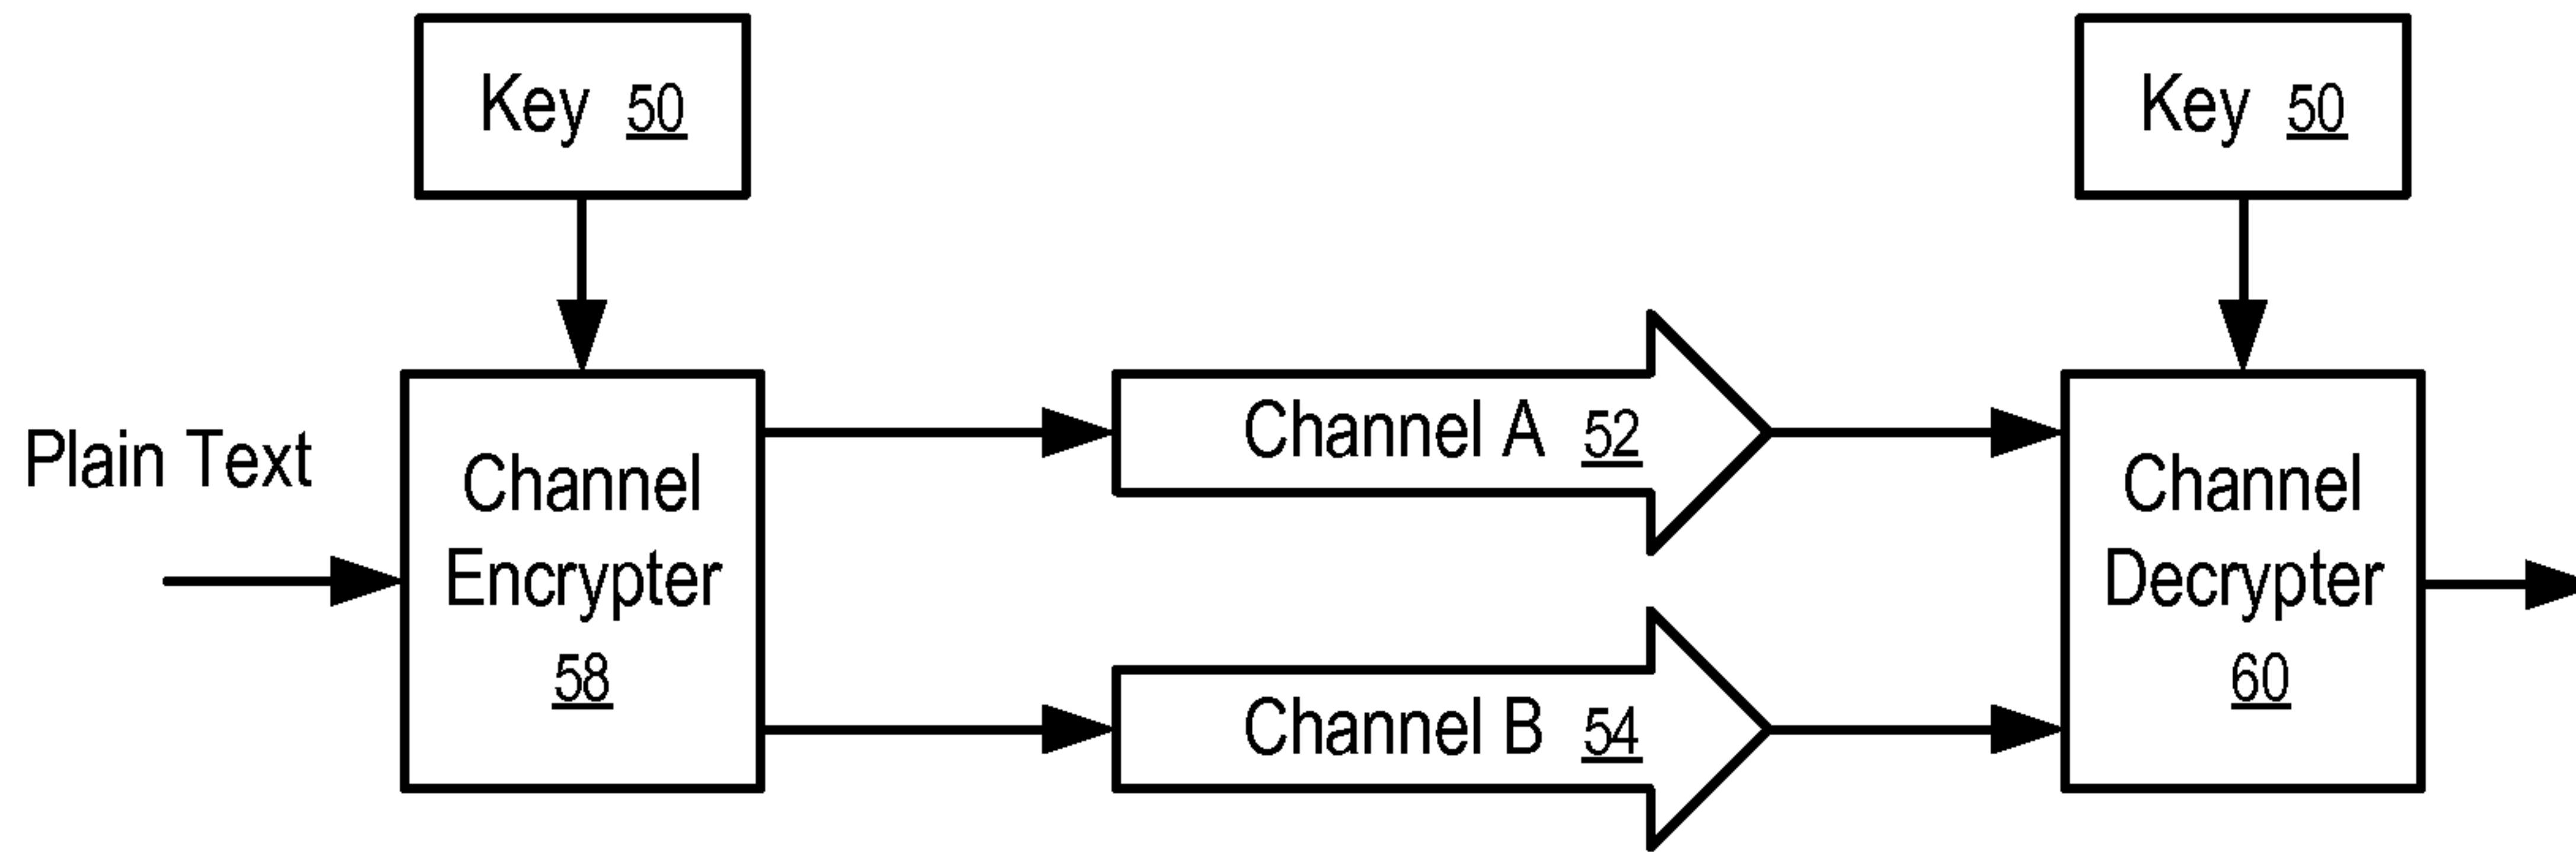 Key 50
Key 50
Plain Text
Channel
Encrypter
58
Channel A 52
Channel B 54
Channel
Decrypter
60